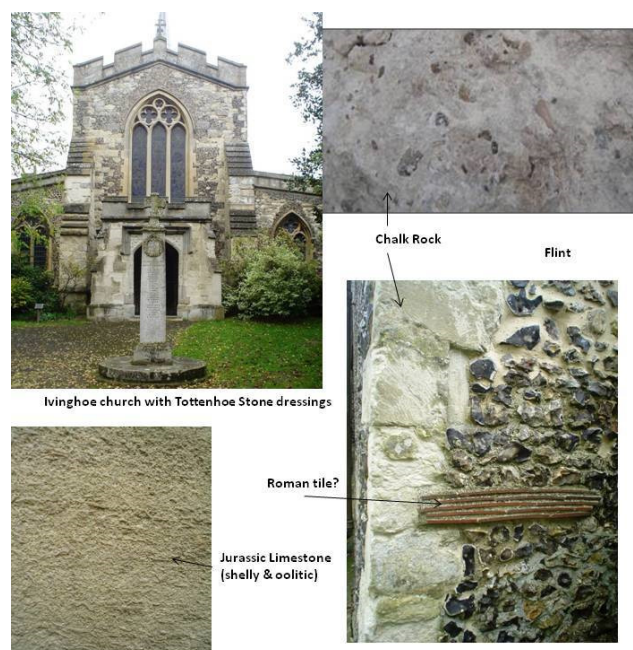 Chalk Rock
Flint
Ivinghoe church with Tottenhoe Stone dressings
Roman tile?
Jurassic Limestone
(shelly & oolitic)